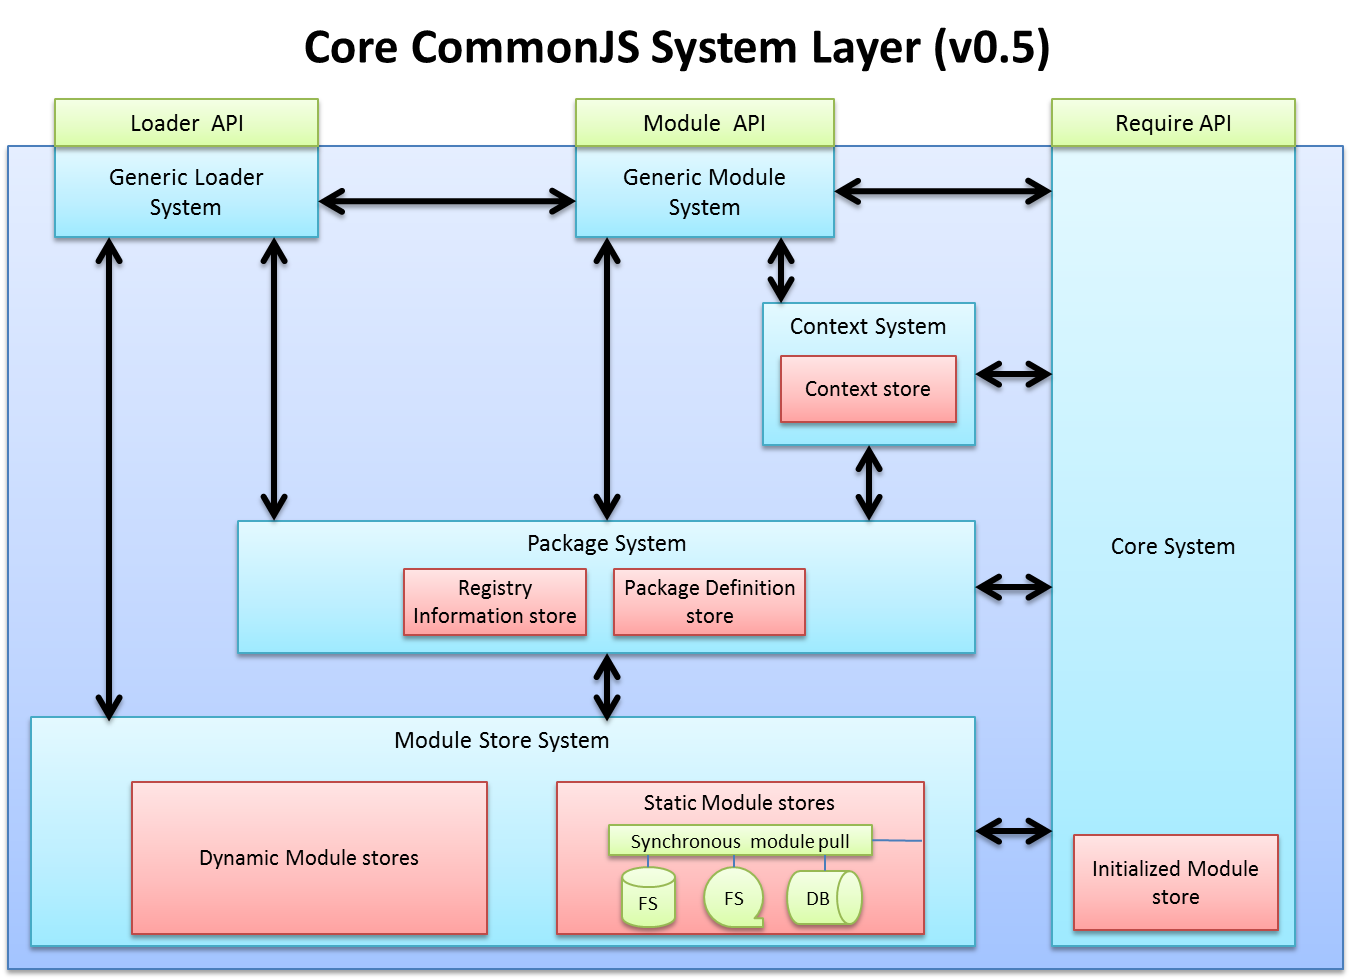 Core CommonJS System Layer (v0.5)
Loader API
Module API
Require API
Generic Loader
System
Generic Module
System
Context System
Context store
Core System
Package System
Registry
Information store
Package Definition
store
Module Store System
Dynamic Module stores
Static Module stores
Synchronous module pull
FS
FS
DB
Initialized Module
store